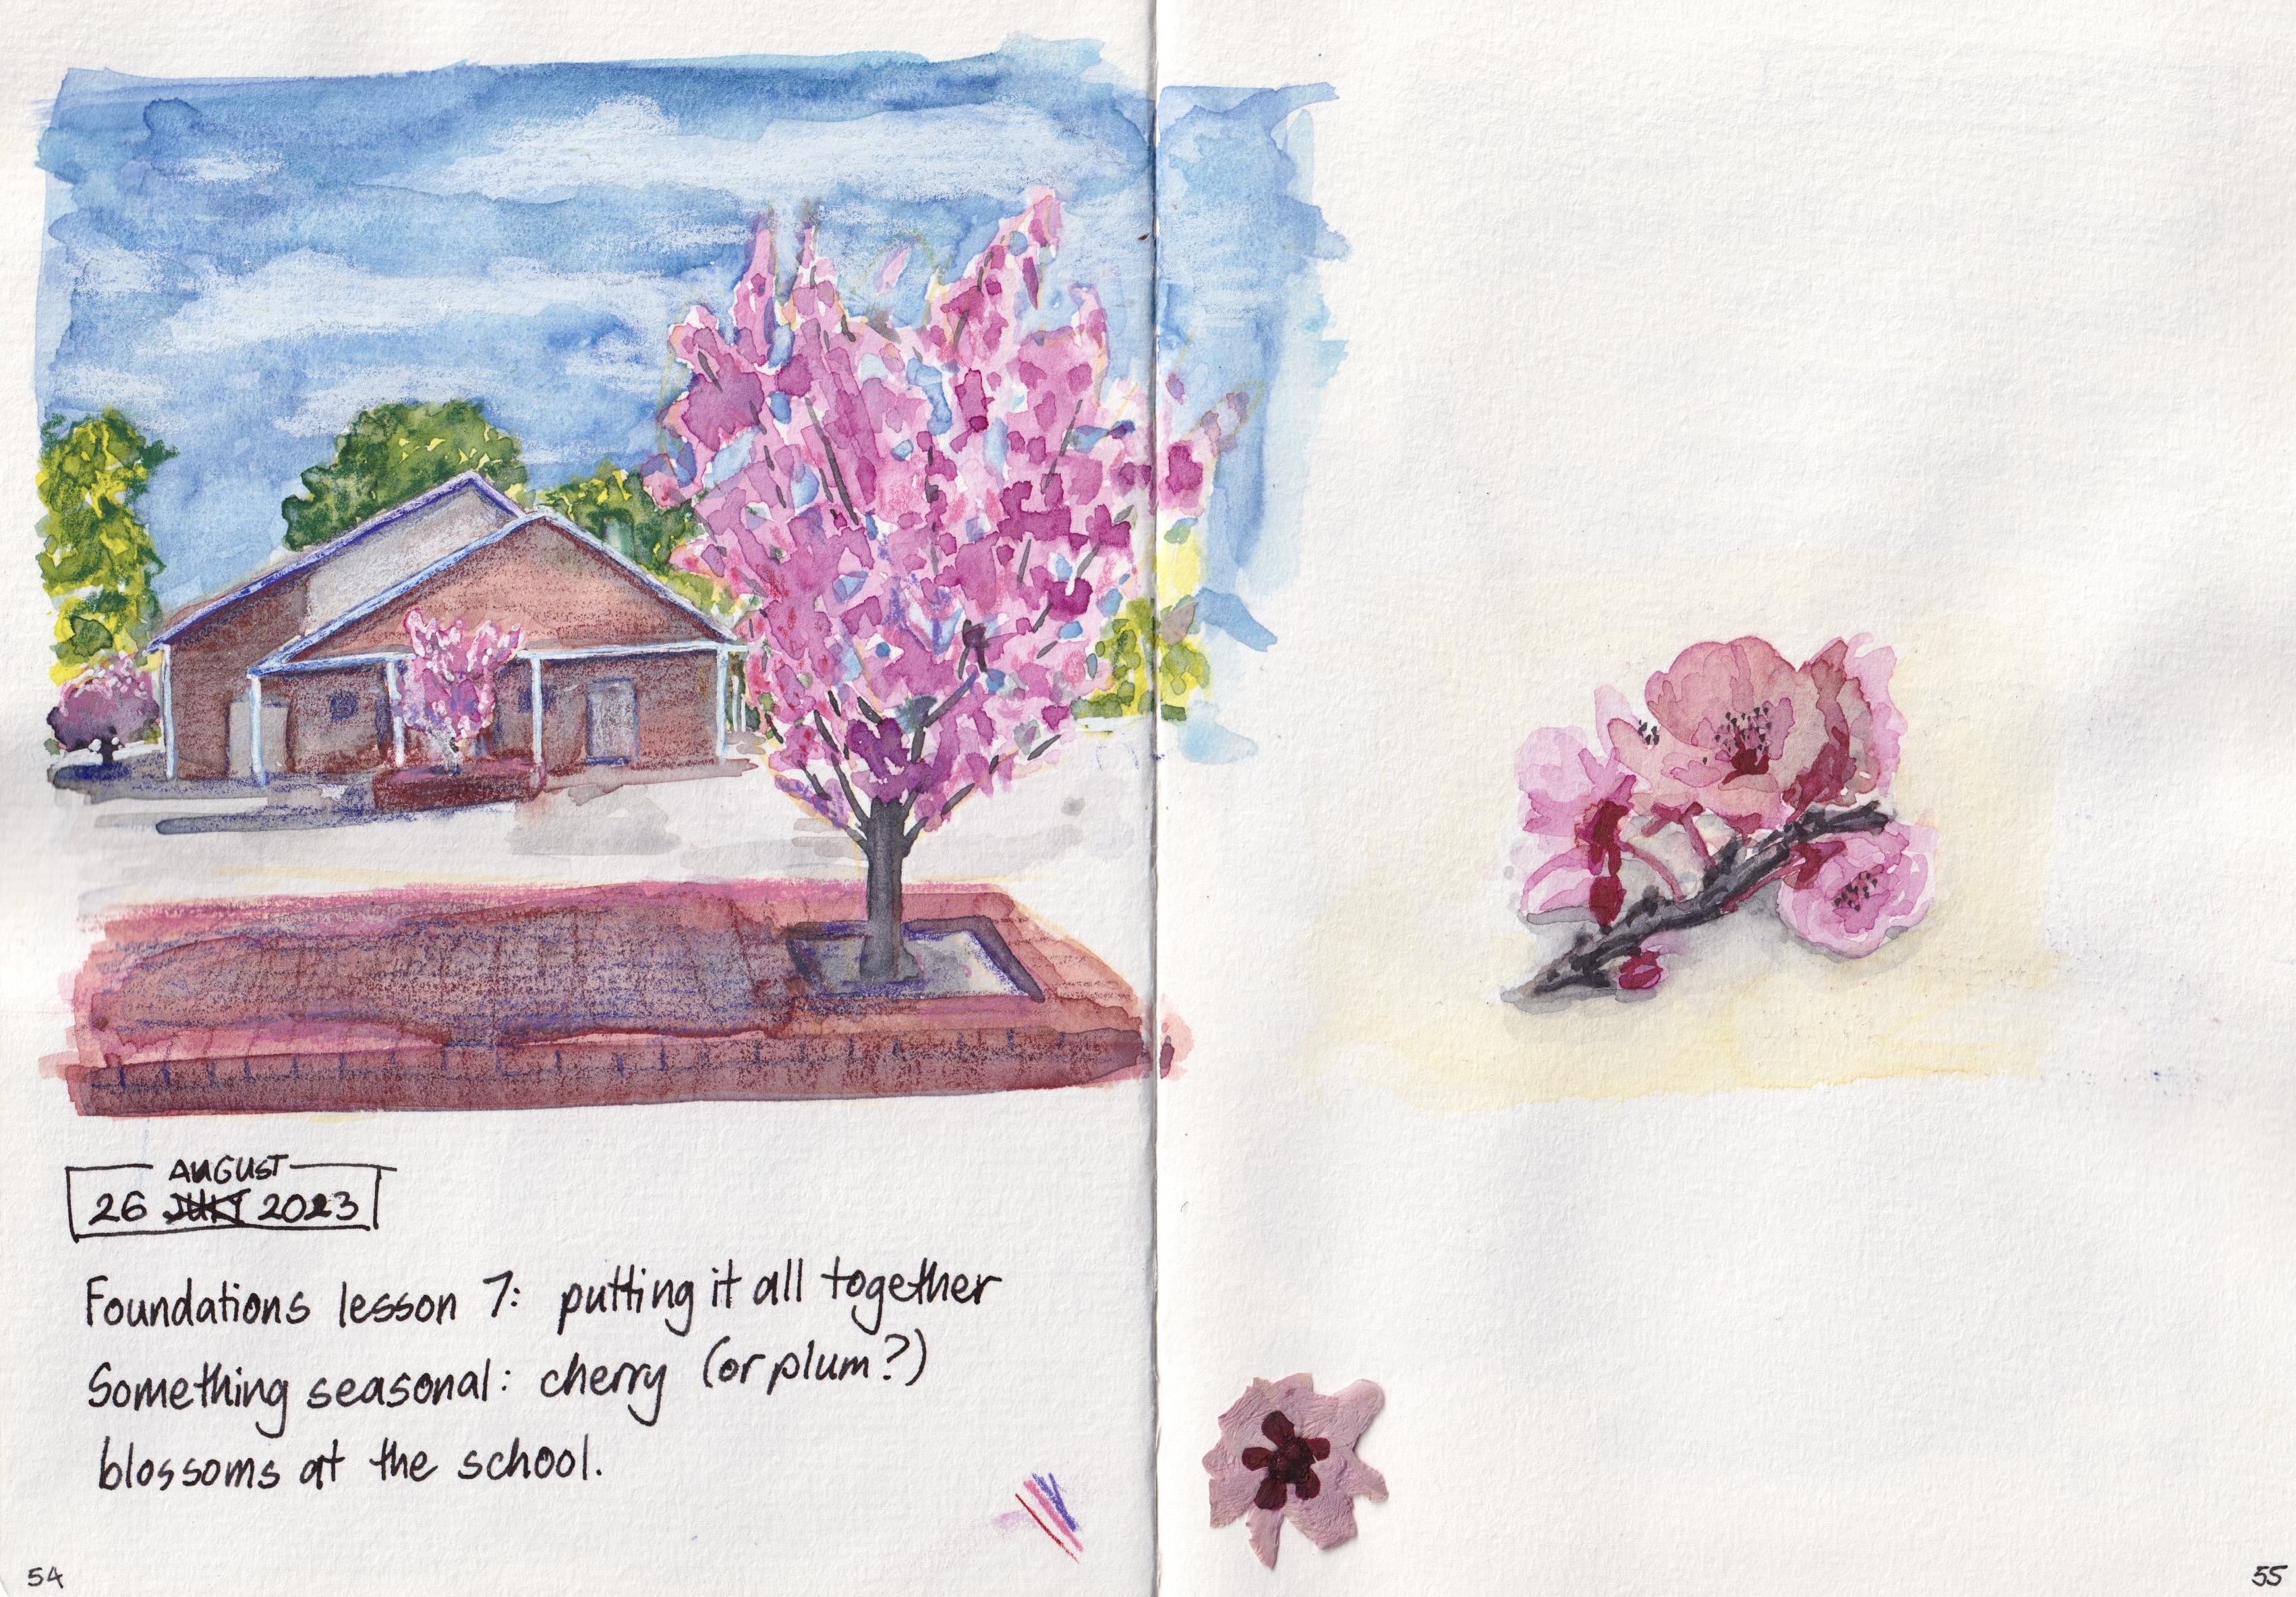 AUGUST
26 JULY 2023
Foundations lesson 7: putting it all together
Something seasonal: cherry (or plum?)
blossoms at the school.
54
55